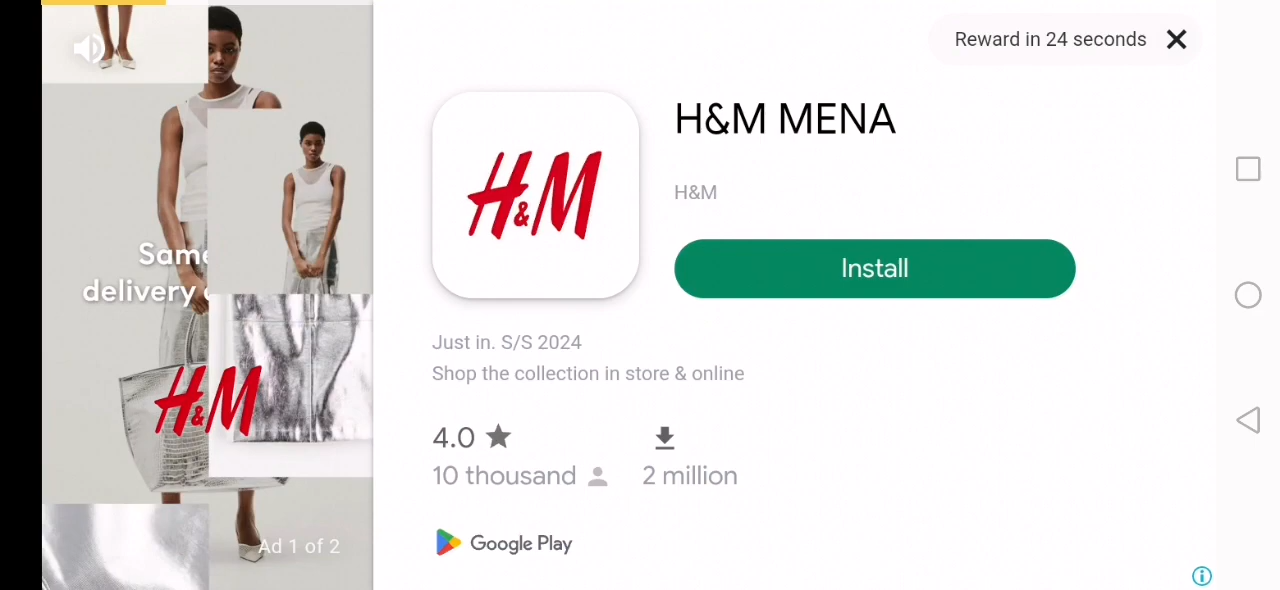 Reward in 24 seconds
H&M
H&M MENA
H&M
Install
Same
delivery
H&M
Just in. S/S 2024
Shop the collection in store & online
4.0
10 thousand
2 million
Ad 1 of 2
Google Play